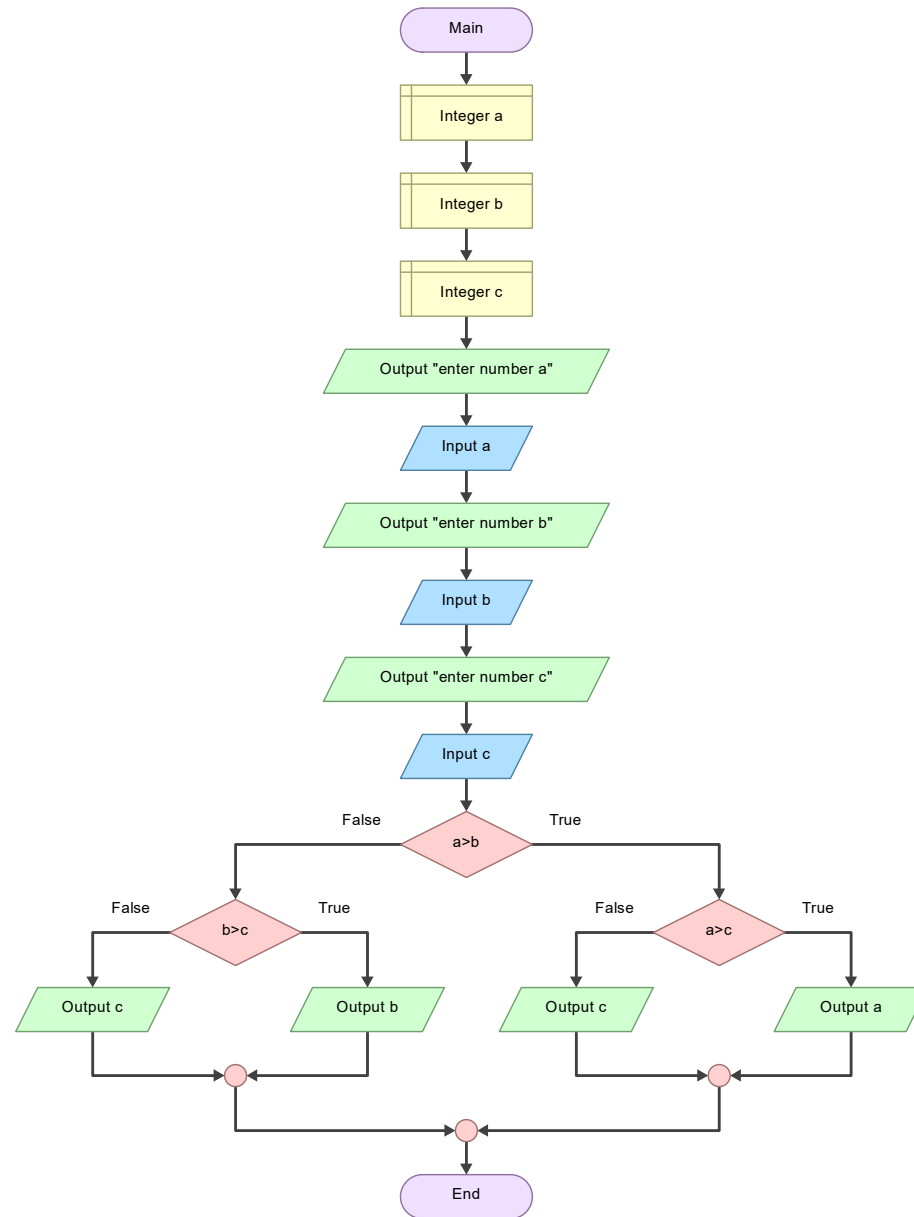 Main
Integer a
Integer b
Integer c
Output "enter number a"
Input a
Output "enter number b"
Input b
Output "enter number c"
Input c
False
True
a>b
False
True
False
True
b>c
a>c
Output c
Output b
Output c
Output a
End